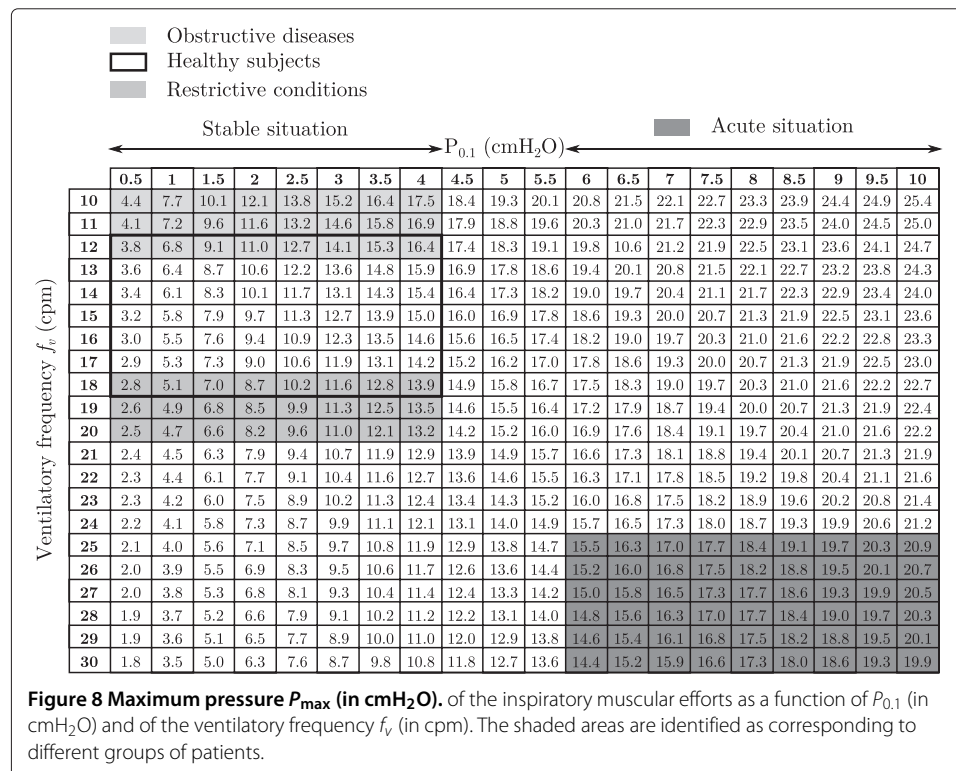 Obstructive diseases
Healthy subjects
Restrictive conditions
Stable situation
Acute situation
P0.1 (cmH2O)
0.5 1 1.5 2 2.5 3 3.5 4 4.5 5 5.5 6 6.5 7 7.5 8 8.5 9 9.5 10
10 4.4 7.7 10.1 12.1 13.8 15.2 16.4 17.5 18.4 19.3 20.1 20.8 21.5 22.1 22.7 23.3 23.9 24.4 24.9 25.4
11 4.1 7.2 9.6 11.6 13.2 14.6 15.8 16.9 17.9 18.8 19.6 20.3 21.0 21.7 22.3 22.9 23.5 24.0 24.5 25.0
12 3.8 6.8 9.1 11.0 12.7 14.1 15.3 16.4 17.4 18.3 19.1 19.8 10.6 21.2 21.9 22.5 23.1 23.6 24.1 24.7
13 3.6 6.4 8.7 10.6 12.2 13.6 14.8 15.9 16.9 17.8 18.6 19.4 20.1 20.8 21.5 22.1 22.7 23.2 23.8 24.3
14 3.4 6.1 8.3 10.1 11.7 13.1 14.3 15.4 16.4 17.3 18.2 19.0 19.7 20.4 21.1 21.7 22.3 22.9 23.4 24.0
15 3.2 5.8 7.9 9.7 11.3 12.7 13.9 15.0 16.0 16.9 17.8 18.6 19.3 20.0 20.7 21.3 21.9 22.5 23.1 23.6
16 3.0 5.5 7.6 9.4 10.9 12.3 13.5 14.6 15.6 16.5 17.4 18.2 19.0 19.7 20.3 21.0 21.6 22.2 22.8 23.3
17 2.9 5.3 7.3 9.0 10.6 11.9 13.1 14.2 15.2 16.2 17.0 17.8 18.6 19.3 20.0 20.7 21.3 21.9 22.5 23.0
18 2.8 5.1 7.0 8.7 10.2 11.6 12.8 13.9 14.9 15.8 16.7 17.5 18.3 19.0 19.7 20.3 21.0 21.6 22.2 22.7
19 2.6 4.9 6.8 8.5 9.9 11.3 12.5 13.5 14.6 15.5 16.4 17.2 17.9 18.7 19.4 20.0 20.7 21.3 21.9 22.4
20 2.5 4.7 6.6 8.2 9.6 11.0 12.1 13.2 14.2 15.2 16.0 16.9 17.6 18.4 19.1 19.7 20.4 21.0 21.6 22.2
21 2.4 4.5 6.3 7.9 9.4 10.7 11.9 12.9 13.9 14.9 15.7 16.6 17.3 18.1 18.8 19.4 20.1 20.7 21.3 21.9
22 2.3 4.4 6.1 7.7 9.1 10.4 11.6 12.7 13.6 14.6 15.5 16.3 17.1 17.8 18.5 19.2 19.8 20.4 21.1 21.6
23 2.3 4.2 6.0 7.5 8.9 10.2 11.3 12.4 13.4 14.3 15.2 16.0 16.8 17.5 18.2 18.9 19.6 20.2 20.8 21.4
24 2.2 4.1 5.8 7.3 8.7 9.9 11.1 12.1 13.1 14.0 14.9 15.7 16.5 17.3 18.0 18.7 19.3 19.9 20.6 21.2
25 2.1 4.0 5.6 7.1 8.5 9.7 10.8 11.9 12.9 13.8 14.7 15.5 16.3 17.0 17.7 18.4 19.1 19.7 20.3 20.9
26 2.0 3.9 5.5 6.9 8.3 9.5 10.6 11.7 12.6 13.6 14.4 15.2 16.0 16.8 17.5 18.2 18.8 19.5 20.1 20.7
27 2.0 3.8 5.3 6.8 8.1 9.3 10.4 11.4 12.4 13.3 14.2 15.0 15.8 16.5 17.3 17.7 18.6 19.3 19.9 20.5
28 1.9 3.7 5.2 6.6 7.9 9.1 10.2 11.2 12.2 13.1 14.0 14.8 15.6 16.3 17.0 17.7 18.4 19.0 19.7 20.3
29 1.9 3.6 5.1 6.5 7.7 8.9 10.0 11.0 12.0 12.9 13.8 14.6 15.4 16.1 16.8 17.5 18.2 18.8 19.5 20.1
30 1.8 3.5 5.0 6.3 7.6 8.7 9.8 10.8 11.8 12.7 13.6 14.4 15.2 15.9 16.6 17.3 18.0 18.6 19.3 19.9
Ventilatory frequency fv (cpm)
Figure 8 Maximum pressure Pmax (in cmH2O). of the inspiratory muscular efforts as a function of P0.1 (in
cmH2O) and of the ventilatory frequency fv (in cpm). The shaded areas are identified as corresponding to
different groups of patients.